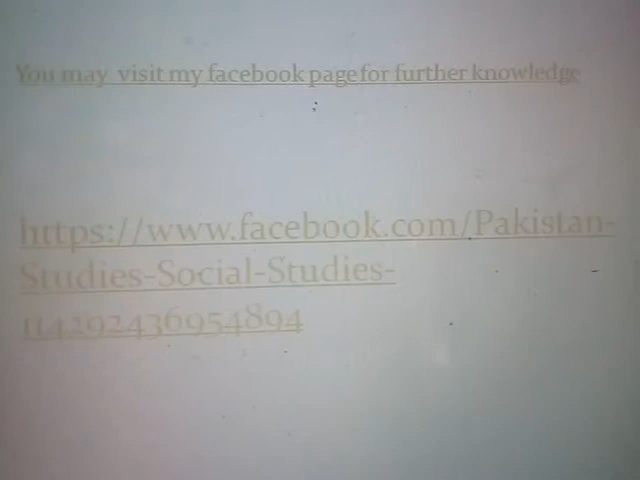 You may visit my facebook page for further knowledge
:
https://www.facebook.com/Pakistan-
Studies-Social-Studies-
114292436954894